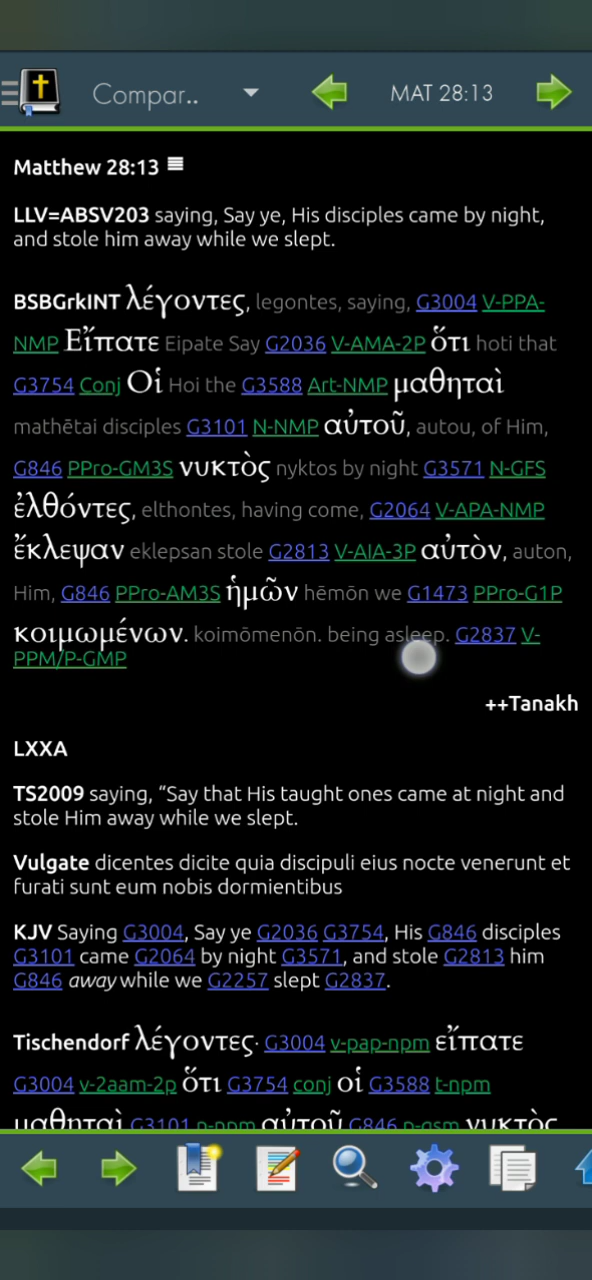 Compar..
MAT 28:13
Matthew 28:13
LLV=ABSV203 saying, Say ye, His disciples came by night,
and stole him away while we slept.
BSBGrkINT λέγοντες, legontes, saying, G3004 V-PPA-
NMP Εἴπατε Eipate Say G2036 V-AMA-2P ὅτι hoti that
G3754 Conj Οἱ Hoi the G3588 Art-NMP μαθηταὶ
mathētai disciples G3101 N-NMP αὐτοῦ, autou, of Him,
G846 PPro-GM3S νυκτὸς nyktos by night G3571 N-GFS
ἐλθόντες, elthontes, having come, G2064 V-APA-NMP
ἔκλεψαν eklepsan stole G2813 V-AIA-3P αὐτὸν, auton,
Him, G846 PPro-AM3S ἡμῶν hēmōn we G1473 PPro-G1P
κοιμωμένων. koimōmenōn. being asleep. G2837 V-
PPM/P-GMP
++Tanakh
LXXA
TS2009 saying, “Say that His taught ones came at night and
stole Him away while we slept.
Vulgate dicentes dicite quia discipuli eius nocte venerunt et
furati sunt eum nobis dormientibus
KJV Saying G3004, Say ye G2036 G3754, His G846 disciples
G3101 came G2064 by night G3571, and stole G2813 him
G846 away while we G2257 slept G2837.
Tischendorf λέγοντες· G3004 v-pap-npm εἴπατε
G3004 v-2aam-2p ὅτι G3754 conj οἱ G3588 t-npm
μαθηταὶ G3101 n-npm αὐτοῦ G846 p-gsm νυκτὸς